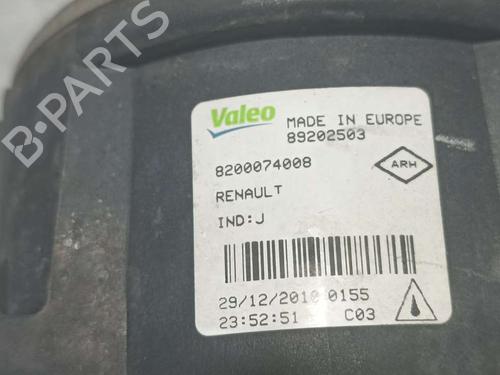 Valeo
MADE IN EUROPE
89202503
8200074008
ARH
RENAULT
IND:J
29/12/2010 0155
23:52:51 C03
B-PARTS